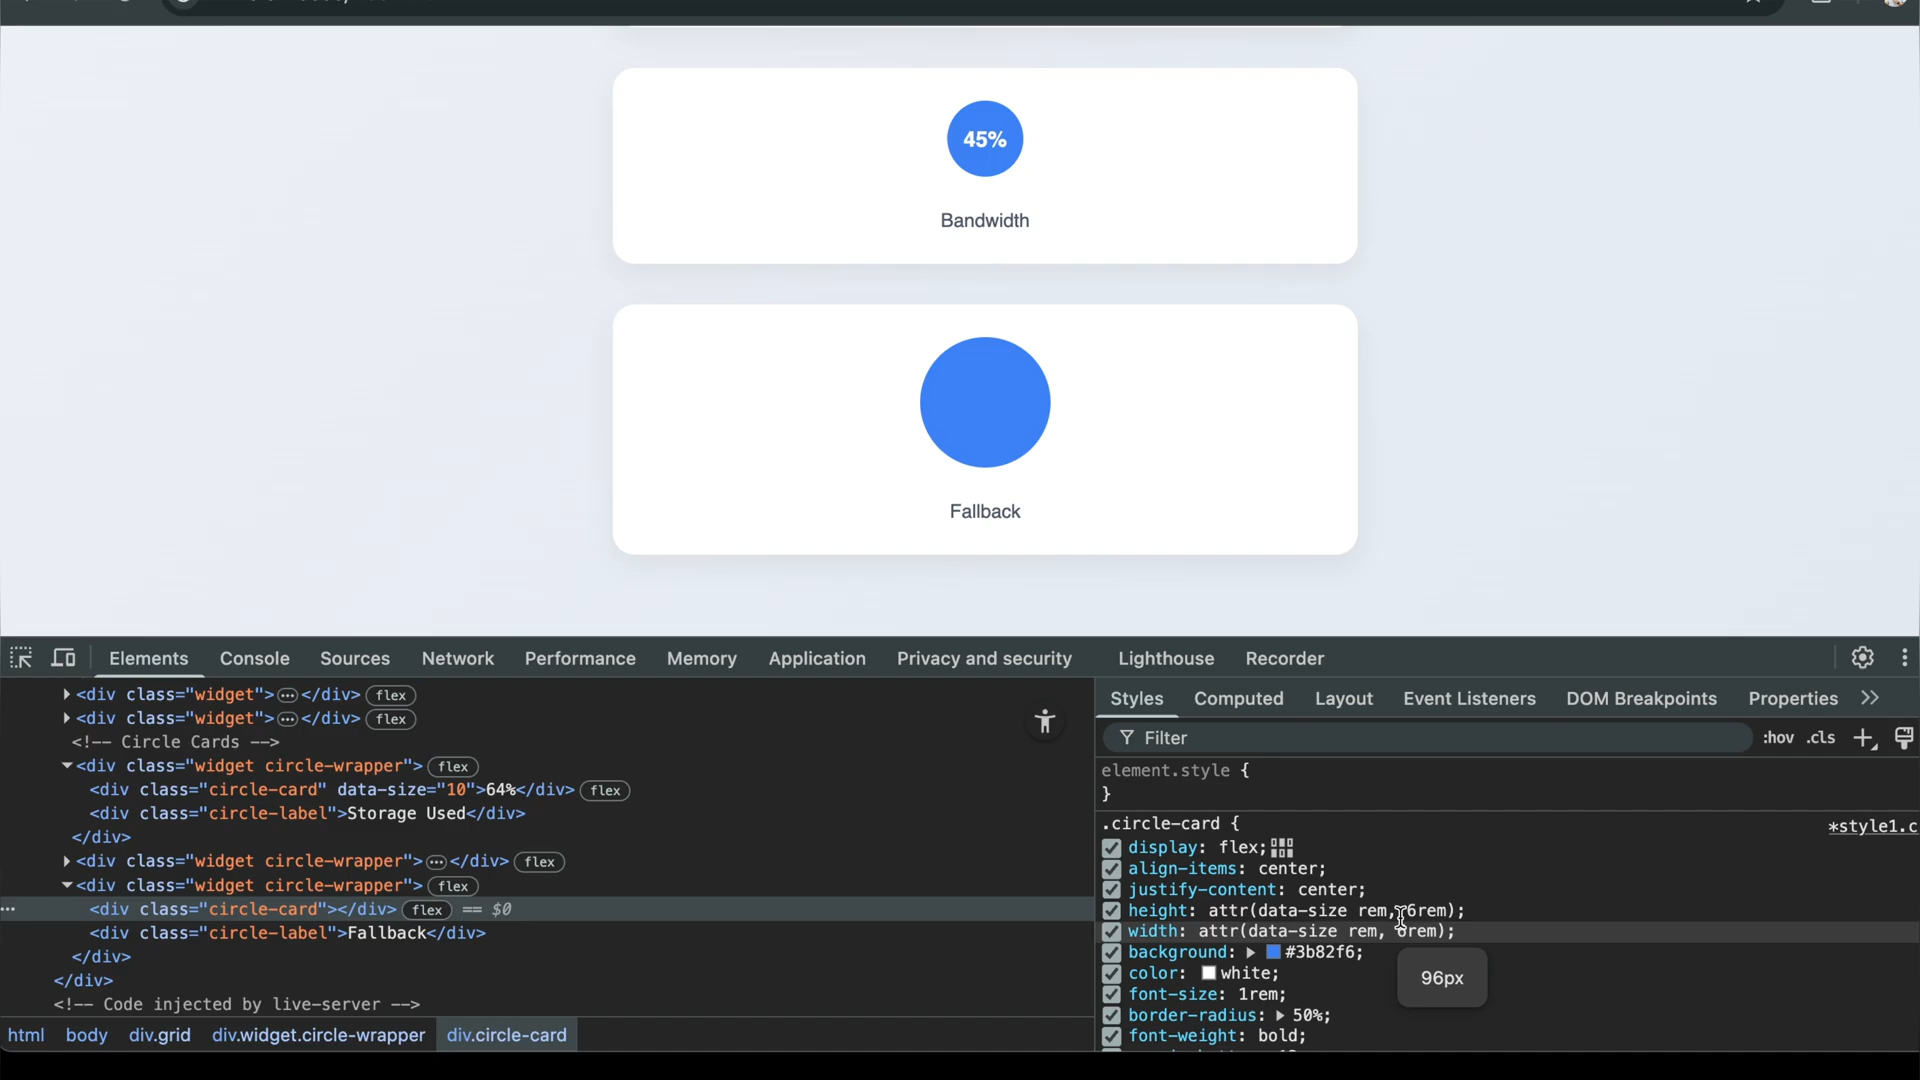 45%
Bandwidth
Fallback
Elements Console Sources Network Performance Memory Application Privacy and security Lighthouse Recorder
<div class="widget"> </div> flex
<div class="widget"> </div> flex
<!-- Circle Cards -->
<div class="widget circle-wrapper"> flex
<div class="circle-card" data-size="10">64%</div> flex
<div class="circle-label">Storage Used</div>
</div>
<div class="widget circle-wrapper"> </div> flex
<div class="widget circle-wrapper"> flex
<div class="circle-card"></div> flex == $0
<div class="circle-label">Fallback</div>
</div>
</div>
<!-- Code injected by live-server -->
html body div.grid div.widget.circle-wrapper div.circle-card
Styles Computed Layout Event Listeners DOM Breakpoints Properties
Filter :hov .cls
element.style {
}
.circle-card { *style1.c
display: flex;
align-items: center;
justify-content: center;
height: attr(data-size rem, 6rem);
width: attr(data-size rem, 6rem);
background: #3b82f6;
color: white;
font-size: 1rem;
border-radius: 50%;
font-weight: bold;
96px